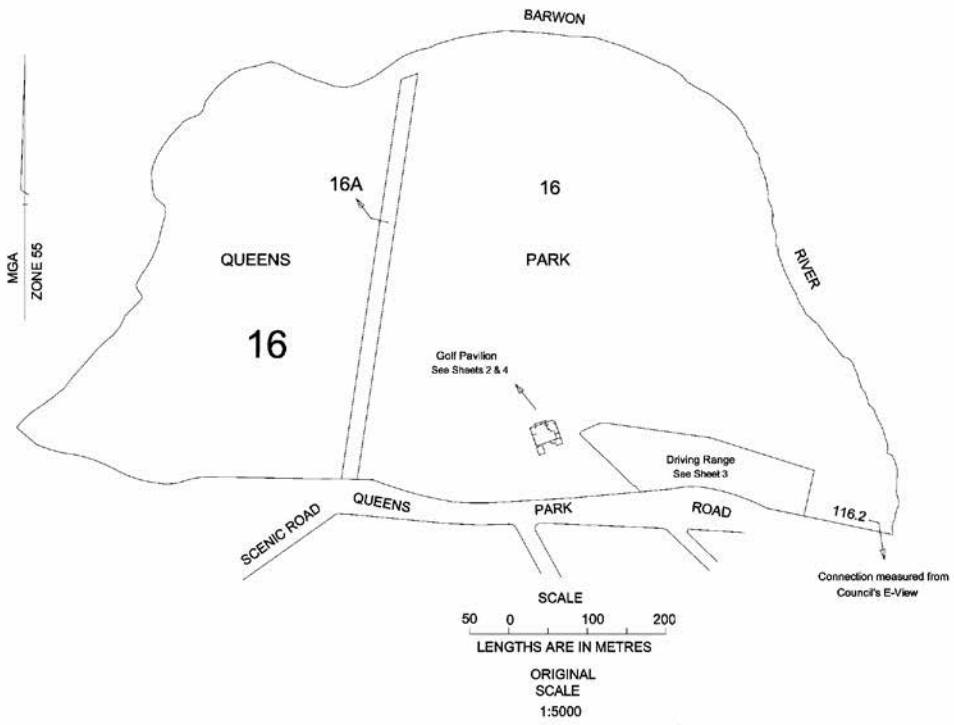 BARWON
16A
16
MGA
ZONE 55
QUEENS
PARK
RIVER
16
Golf Pavilion
See Sheets 2 & 4
Driving Range
See Sheet 3
QUEENS
PARK
ROAD
116.2
SCENIC ROAD
Connection measured from
Council's E-View
SCALE
50 0 100 200
LENGTHS ARE IN METRES
ORIGINAL
SCALE
1:5000